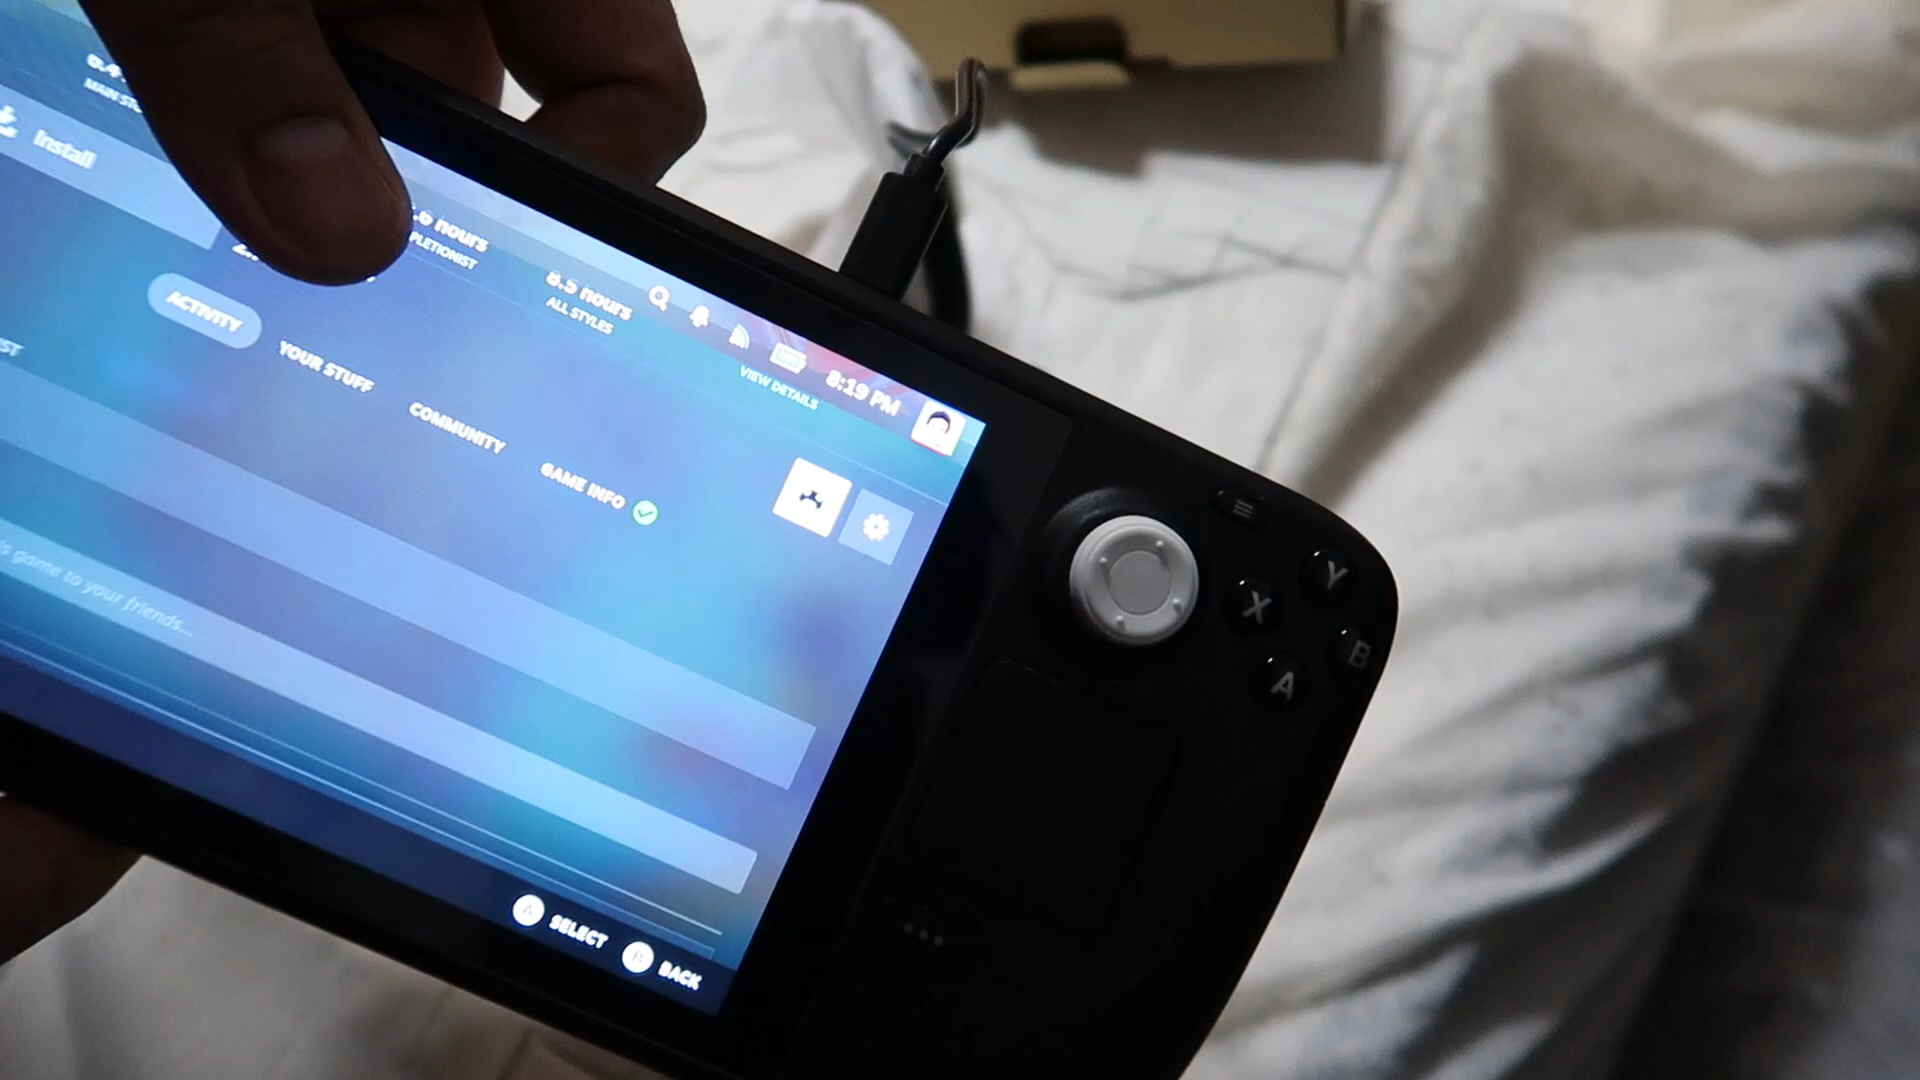 MAIN
Install
hours
8.5 hours
ALL STYLES
VIEW DETAILS
8:19 PM
ACTIVITY
YOUR STUFF
COMMUNITY
GAME INFO
game to your friends...
A SELECT
B BACK
Y
X
B
A